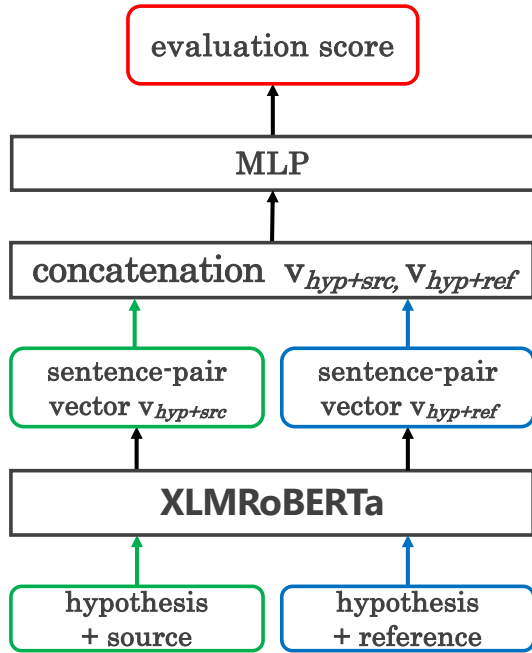 evaluation score
MLP
concatenation v_hyp+src, v_hyp+ref
sentence-pair
vector v_hyp+src
sentence-pair
vector v_hyp+ref
XLMRoBERTa
hypothesis
+ source
hypothesis
+ reference